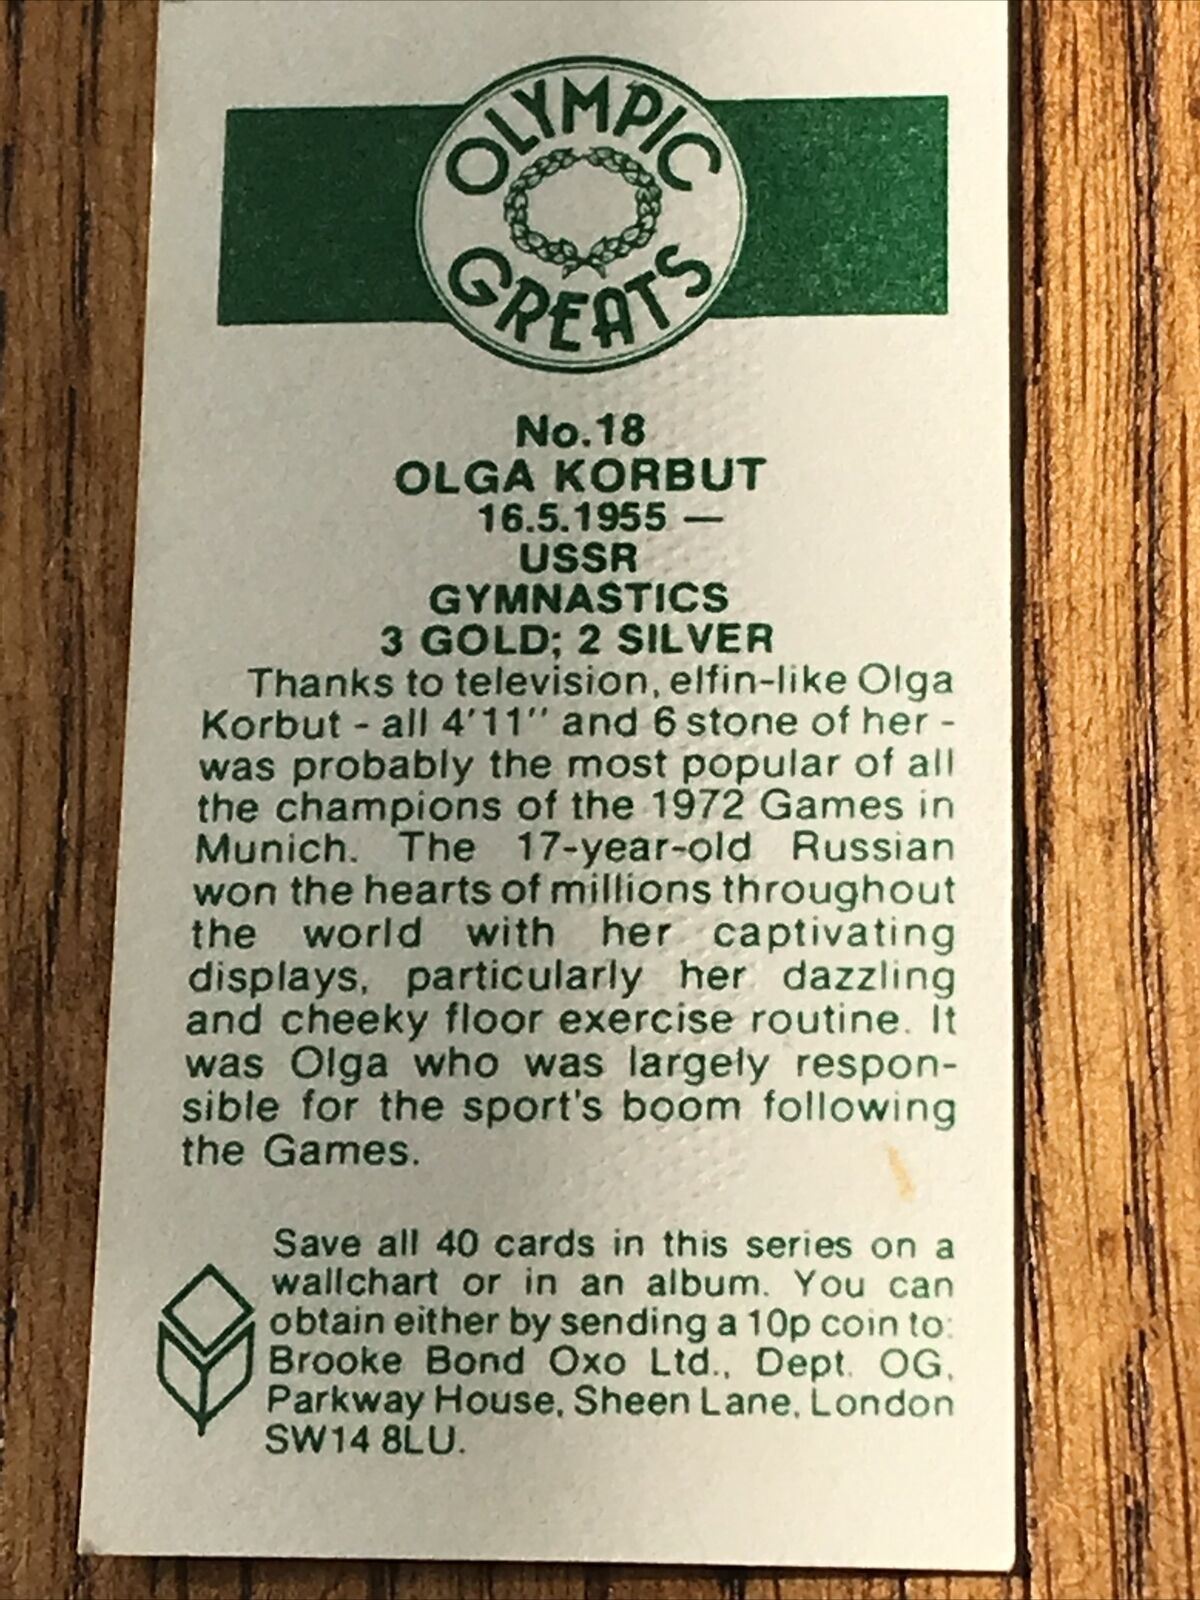 OLYMPIC
GREATS
No.18
OLGA KORBUT
16.5.1955 —
USSR
GYMNASTICS
3 GOLD; 2 SILVER
Thanks to television, elfin-like Olga
Korbut - all 4'11'' and 6 stone of her -
was probably the most popular of all
the champions of the 1972 Games in
Munich. The 17-year-old Russian
won the hearts of millions throughout
the world with her captivating
displays, particularly her dazzling
and cheeky floor exercise routine. It
was Olga who was largely respon-
sible for the sport's boom following
the Games.
Save all 40 cards in this series on a
wallchart or in an album. You can
obtain either by sending a 10p coin to:
Brooke Bond Oxo Ltd., Dept. OG,
Parkway House, Sheen Lane, London
SW14 8LU.